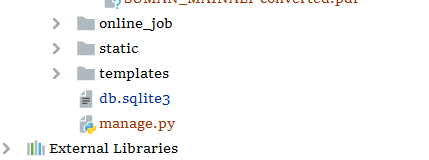 online_job
static
templates
db.sqlite3
manage.py
External Libraries